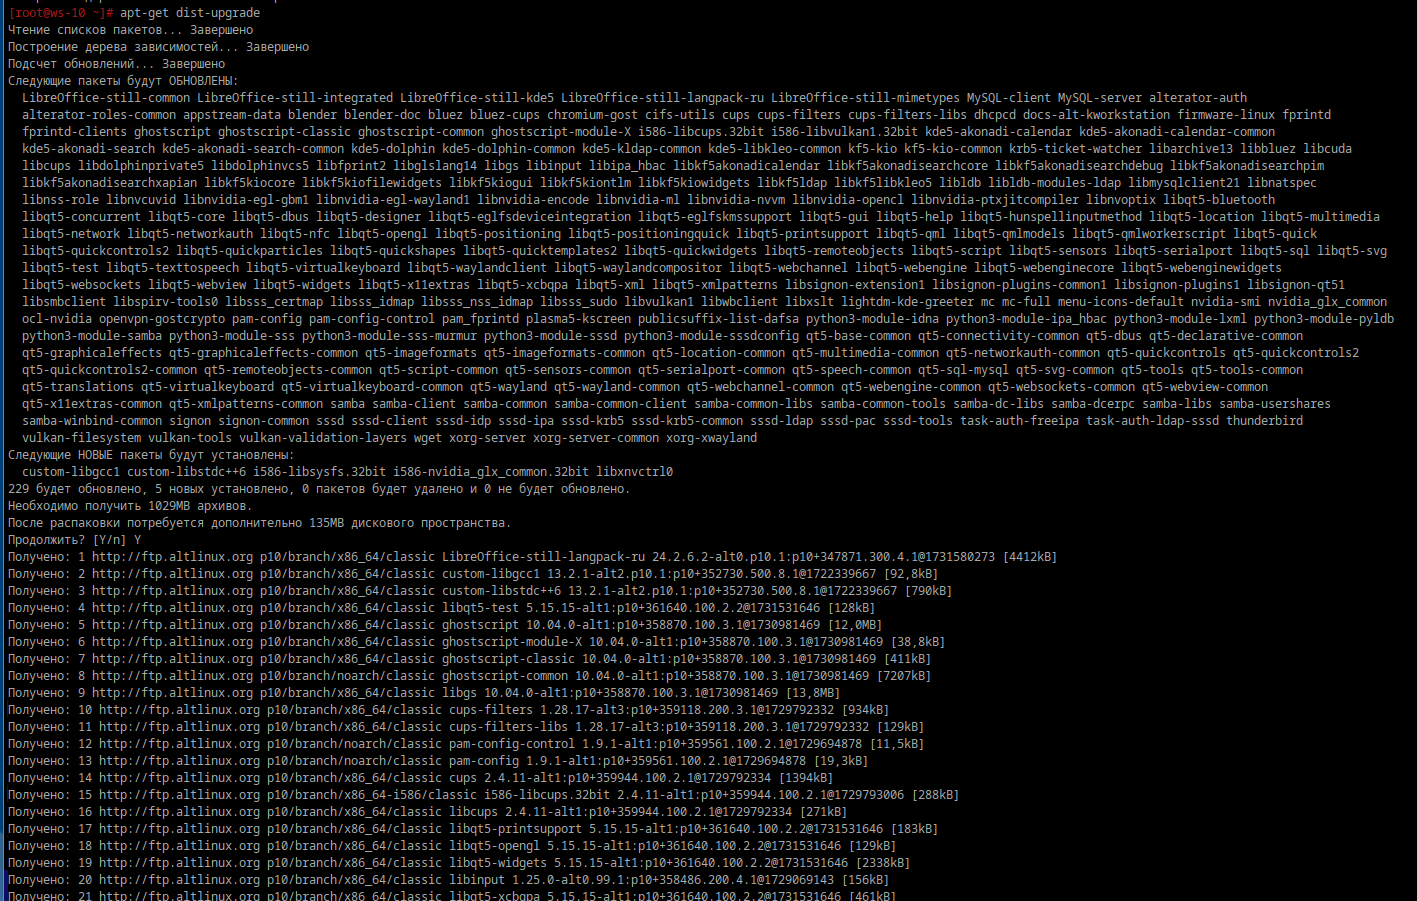 [root@ws-10 ~]# apt-get dist-upgrade
Чтение списков пакетов... Завершено
Построение дерева зависимостей... Завершено
Подсчет обновлений... Завершено
Следующие пакеты будут ОБНОВЛЕНЫ:
LibreOffice-still-common LibreOffice-still-integrated LibreOffice-still-kde5 LibreOffice-still-langpack-ru LibreOffice-still-mimetypes MySQL-client MySQL-server alterator-auth
alterator-roles-common appstream-data blender blender-doc bluez bluez-cups chromium-gost cifs-utils cups cups-filters cups-filters-libs dhcpcd docs-alt-kworkstation firmware-linux fprintd
fprintd-clients ghostscript ghostscript-classic ghostscript-common ghostscript-module-X i586-libcups.32bit i586-libvulkan1.32bit kde5-akonadi-calendar kde5-akonadi-calendar-common
kde5-akonadi-search kde5-akonadi-search-common kde5-dolphin kde5-dolphin-common kde5-kldap-common kde5-libkleo-common kf5-kio kf5-kio-common krb5-ticket-watcher libarchive13 libbluez libcuda
libcups libdolphinprivate5 libdolphinvcs5 libfprint2 libglslang14 libgs libinput libipa_hbac libkf5akonadicalendar libkf5akonadisearchcore libkf5akonadisearchdebug libkf5akonadisearchpim
libkf5akonadisearchxapian libkf5kiocore libkf5kiofilewidgets libkf5kiogui libkf5kiontlm libkf5kiowidgets libkf5ldap libkf5libkleo5 libldb libldb-modules-ldap libmysqlclient21 libnatspec
libnss-role libnvcuvid libnvidia-egl-gbm1 libnvidia-egl-wayland1 libnvidia-encode libnvidia-ml libnvidia-nvvm libnvidia-opencl libnvidia-ptxjitcompiler libnvoptix libqt5-bluetooth
libqt5-concurrent libqt5-core libqt5-dbus libqt5-designer libqt5-eglfsdeviceintegration libqt5-eglfskmssupport libqt5-gui libqt5-help libqt5-hunspellinputmethod libqt5-location libqt5-multimedia
libqt5-network libqt5-networkauth libqt5-nfc libqt5-opengl libqt5-positioning libqt5-positioningquick libqt5-printsupport libqt5-qml libqt5-qmlmodels libqt5-qmlworkerscript libqt5-quick
libqt5-quickcontrols2 libqt5-quickparticles libqt5-quickshapes libqt5-quicktemplates2 libqt5-quickwidgets libqt5-remoteobjects libqt5-script libqt5-sensors libqt5-serialport libqt5-sql libqt5-svg
libqt5-test libqt5-texttospeech libqt5-virtualkeyboard libqt5-waylandclient libqt5-waylandcompositor libqt5-webchannel libqt5-webengine libqt5-webenginecore libqt5-webenginewidgets
libqt5-websockets libqt5-webview libqt5-widgets libqt5-x11extras libqt5-xcbqpa libqt5-xml libqt5-xmlpatterns libsignon-extension1 libsignon-plugins-common1 libsignon-plugins1 libsignon-qt51
libsmbclient libspirv-tools0 libsss_certmap libsss_idmap libsss_nss_idmap libsss_sudo libvulkan1 libwbclient libxslt lightdm-kde-greeter mc mc-full menu-icons-default nvidia-smi nvidia_glx_common
ocl-nvidia openvpn-gostcrypto pam-config pam-config-control pam_fprintd plasma5-kscreen publicsuffix-list-dafsa python3-module-idna python3-module-ipa_hbac python3-module-lxml python3-module-pyldb
python3-module-samba python3-module-sss python3-module-sss-murmur python3-module-sssd python3-module-sssdconfig qt5-base-common qt5-connectivity-common qt5-dbus qt5-declarative-common
qt5-graphicaleffects qt5-graphicaleffects-common qt5-imageformats qt5-imageformats-common qt5-location-common qt5-multimedia-common qt5-networkauth-common qt5-quickcontrols qt5-quickcontrols2
qt5-quickcontrols2-common qt5-remoteobjects-common qt5-script-common qt5-sensors-common qt5-serialport-common qt5-speech-common qt5-sql-mysql qt5-svg-common qt5-tools qt5-tools-common
qt5-translations qt5-virtualkeyboard qt5-virtualkeyboard-common qt5-wayland qt5-wayland-common qt5-webchannel-common qt5-webengine-common qt5-websockets-common qt5-webview-common
qt5-x11extras-common qt5-xmlpatterns-common samba samba-client samba-common samba-common-client samba-common-libs samba-common-tools samba-dc-libs samba-dcerpc samba-libs samba-usershares
samba-winbind-common signon signon-common sssd sssd-client sssd-idp sssd-ipa sssd-krb5 sssd-krb5-common sssd-ldap sssd-pac sssd-tools task-auth-freeipa task-auth-ldap-sssd thunderbird
vulkan-filesystem vulkan-tools vulkan-validation-layers wget xorg-server xorg-server-common xorg-xwayland
Следующие НОВЫЕ пакеты будут установлены:
custom-libgcc1 custom-libstdc++6 i586-libsysfs.32bit i586-nvidia_glx_common.32bit libxnvctrl0
229 будет обновлено, 5 новых установлено, 0 пакетов будет удалено и 0 не будет обновлено.
Необходимо получить 1029MB архивов.
После распаковки потребуется дополнительно 135MB дискового пространства.
Продолжить? [Y/n] Y
Получено: 1 http://ftp.altlinux.org p10/branch/x86_64/classic LibreOffice-still-langpack-ru 24.2.6.2-alt0.p10.1:p10+347871.300.4.1@1731580273 [4412kB]
Получено: 2 http://ftp.altlinux.org p10/branch/x86_64/classic custom-libgcc1 13.2.1-alt2.p10.1:p10+352730.500.8.1@1722339667 [92,8kB]
Получено: 3 http://ftp.altlinux.org p10/branch/x86_64/classic custom-libstdc++6 13.2.1-alt2.p10.1:p10+352730.500.8.1@1722339667 [790kB]
Получено: 4 http://ftp.altlinux.org p10/branch/x86_64/classic libqt5-test 5.15.15-alt1:p10+361640.100.2.2@1731531646 [128kB]
Получено: 5 http://ftp.altlinux.org p10/branch/x86_64/classic ghostscript 10.04.0-alt1:p10+358870.100.3.1@1730981469 [12,0MB]
Получено: 6 http://ftp.altlinux.org p10/branch/x86_64/classic ghostscript-module-X 10.04.0-alt1:p10+358870.100.3.1@1730981469 [38,8kB]
Получено: 7 http://ftp.altlinux.org p10/branch/x86_64/classic ghostscript-classic 10.04.0-alt1:p10+358870.100.3.1@1730981469 [411kB]
Получено: 8 http://ftp.altlinux.org p10/branch/noarch/classic ghostscript-common 10.04.0-alt1:p10+358870.100.3.1@1730981469 [7207kB]
Получено: 9 http://ftp.altlinux.org p10/branch/x86_64/classic libgs 10.04.0-alt1:p10+358870.100.3.1@1730981469 [13,8MB]
Получено: 10 http://ftp.altlinux.org p10/branch/x86_64/classic cups-filters 1.28.17-alt3:p10+359118.200.3.1@1729792332 [934kB]
Получено: 11 http://ftp.altlinux.org p10/branch/x86_64/classic cups-filters-libs 1.28.17-alt3:p10+359118.200.3.1@1729792332 [129kB]
Получено: 12 http://ftp.altlinux.org p10/branch/noarch/classic pam-config-control 1.9.1-alt1:p10+359561.100.2.1@1729694878 [11,5kB]
Получено: 13 http://ftp.altlinux.org p10/branch/noarch/classic pam-config 1.9.1-alt1:p10+359561.100.2.1@1729694878 [19,3kB]
Получено: 14 http://ftp.altlinux.org p10/branch/x86_64/classic cups 2.4.11-alt1:p10+359944.100.2.1@1729792334 [1394kB]
Получено: 15 http://ftp.altlinux.org p10/branch/x86_64-i586/classic i586-libcups.32bit 2.4.11-alt1:p10+359944.100.2.1@1729793006 [288kB]
Получено: 16 http://ftp.altlinux.org p10/branch/x86_64/classic libcups 2.4.11-alt1:p10+359944.100.2.1@1729792334 [271kB]
Получено: 17 http://ftp.altlinux.org p10/branch/x86_64/classic libqt5-printsupport 5.15.15-alt1:p10+361640.100.2.2@1731531646 [183kB]
Получено: 18 http://ftp.altlinux.org p10/branch/x86_64/classic libqt5-opengl 5.15.15-alt1:p10+361640.100.2.2@1731531646 [129kB]
Получено: 19 http://ftp.altlinux.org p10/branch/x86_64/classic libqt5-widgets 5.15.15-alt1:p10+361640.100.2.2@1731531646 [2338kB]
Получено: 20 http://ftp.altlinux.org p10/branch/x86_64/classic libinput 1.25.0-alt0.99.1:p10+358486.200.4.1@1729069143 [156kB]
Получено: 21 http://ftp.altlinux.org p10/branch/x86_64/classic libqt5-xcbqpa 5.15.15-alt1:p10+361640.100.2.2@1731531646 [461kB]